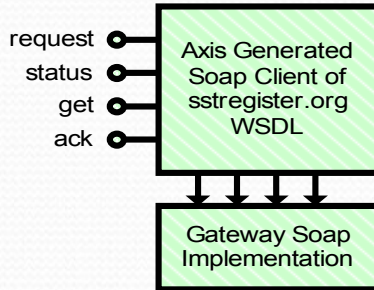 request
status
get
ack
Axis Generated
Soap Client of
sstregister.org
WSDL
Gateway Soap
Implementation